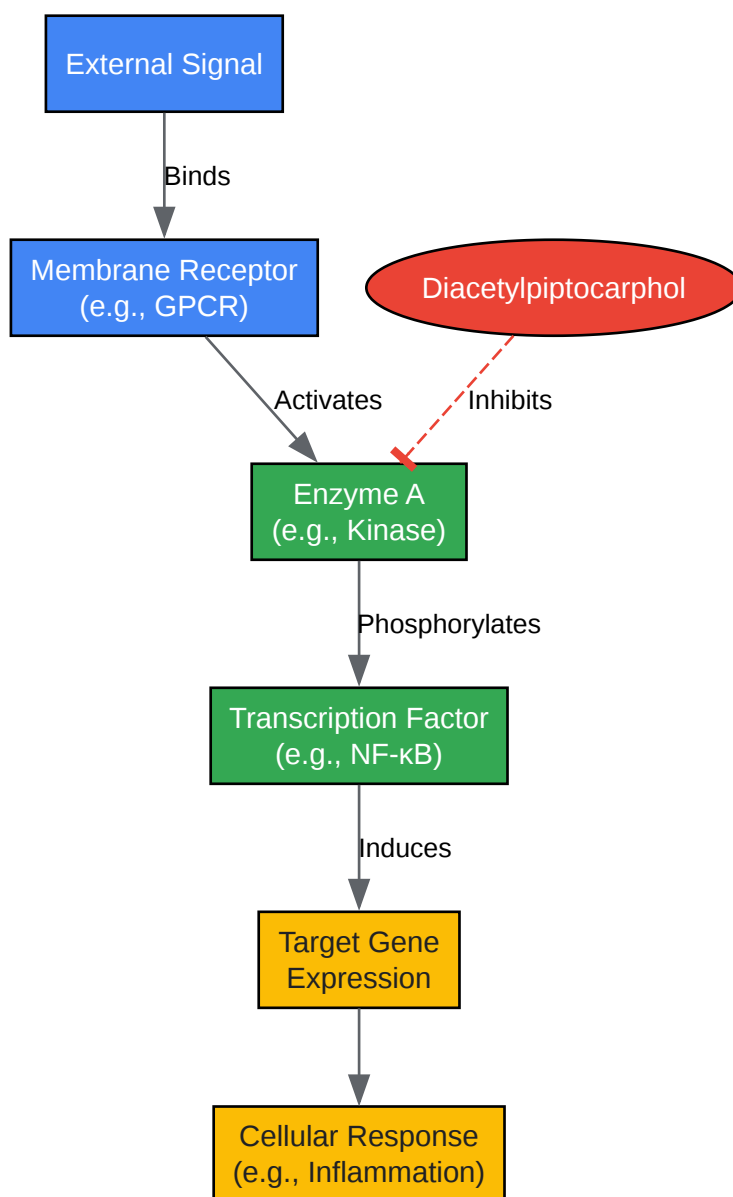 External Signal
Binds
Membrane Receptor
(e.g., GPCR)
Diacetylpiptocarphol
Activates
Inhibits
Enzyme A
(e.g., Kinase)
Phosphorylates
Transcription Factor
(e.g., NF-κB)
Induces
Target Gene
Expression
Cellular Response
(e.g., Inflammation)